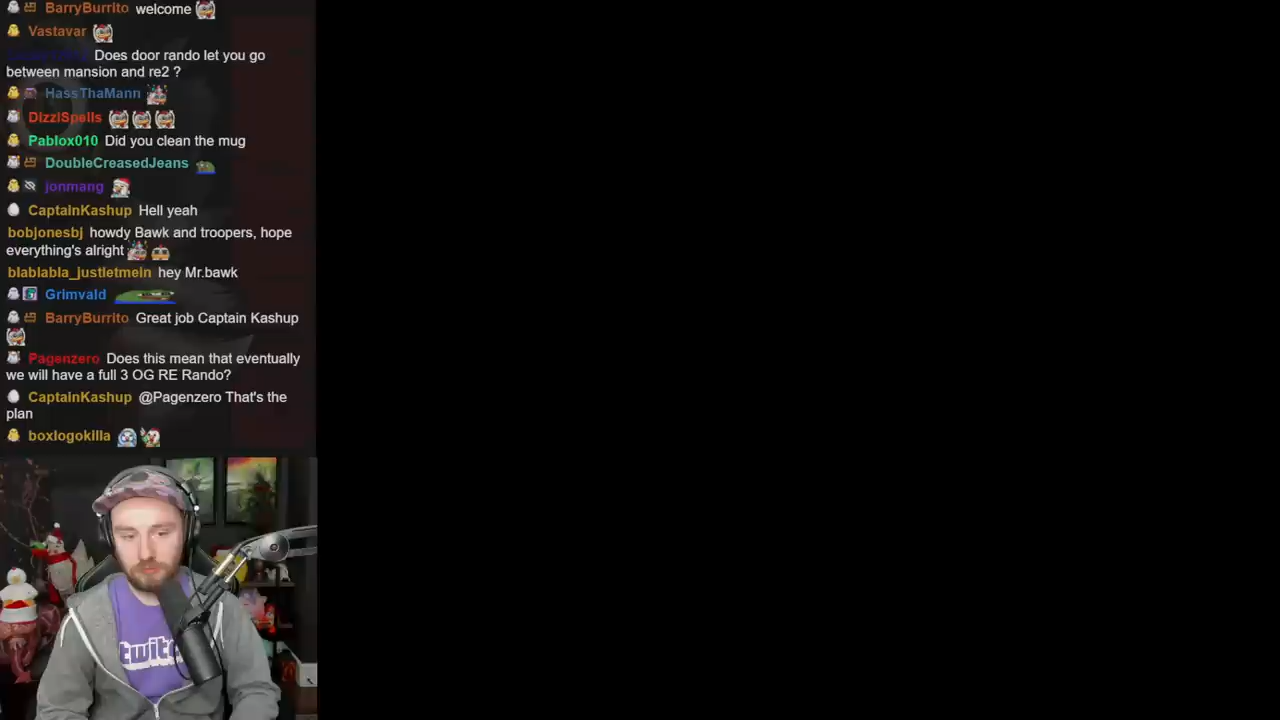 BarryBurrito welcome
Vastavar
Does door rando let you go
between mansion and re2 ?
HassThaMann
DizzISpells
Pablox010 Did you clean the mug
DoubleCreasedJeans
jonmang
CaptainKashup Hell yeah
bobjonesbj howdy Bawk and troopers, hope
everything's alright
blablabla_justletmein hey Mr.bawk
Grimvald
BarryBurrito Great job Captain Kashup
Pagenzero Does this mean that eventually
we will have a full 3 OG RE Rando?
CaptainKashup @Pagenzero That's the
plan
boxlogokilla
twitc